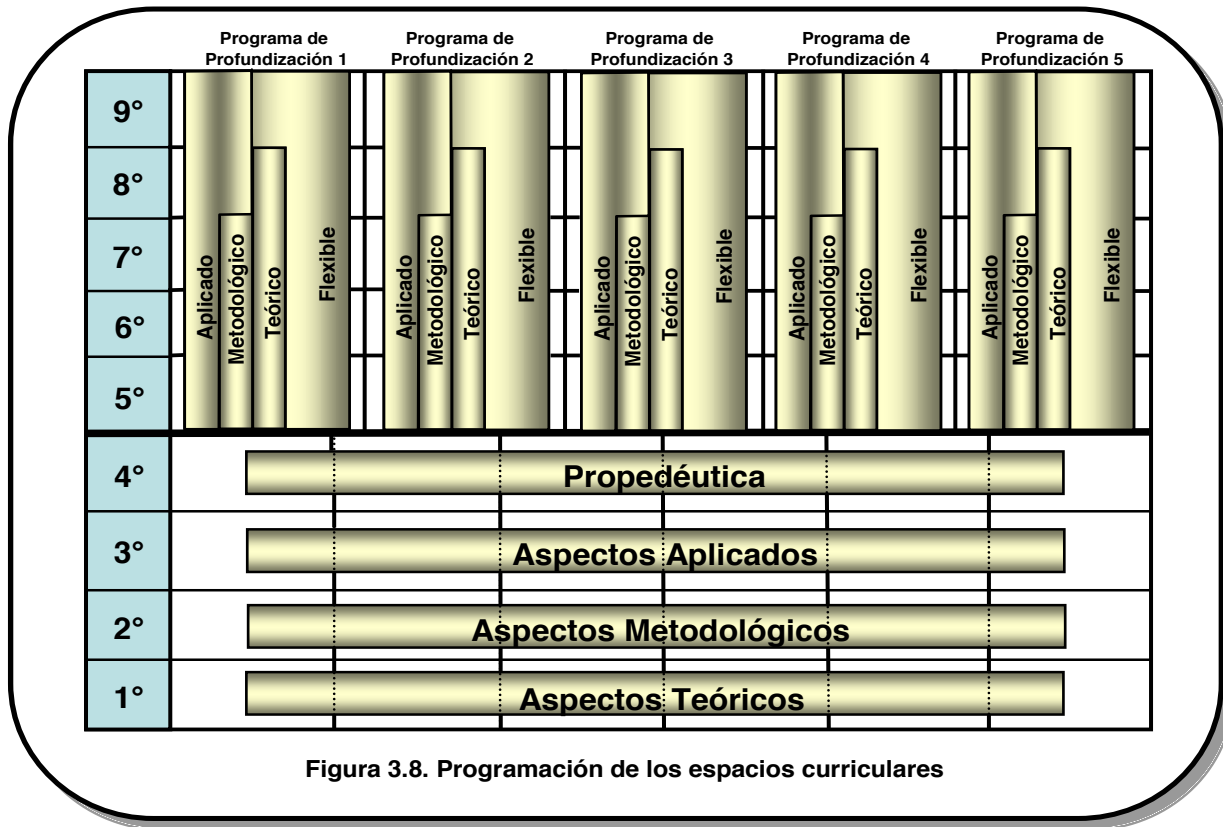 Programa de
Profundización 1
Programa de
Profundización 2
Programa de
Profundización 3
Programa de
Profundización 4
Programa de
Profundización 5
9°
8°
7°
6°
5°
Aplicado
Metodológico
Teórico
Flexible
Aplicado
Metodológico
Teórico
Flexible
Aplicado
Metodológico
Teórico
Flexible
Aplicado
Metodológico
Teórico
Flexible
Aplicado
Metodológico
Teórico
Flexible
4°
Propedéutica
3°
Aspectos Aplicados
2°
Aspectos Metodológicos
1°
Aspectos Teóricos
Figura 3.8. Programación de los espacios curriculares